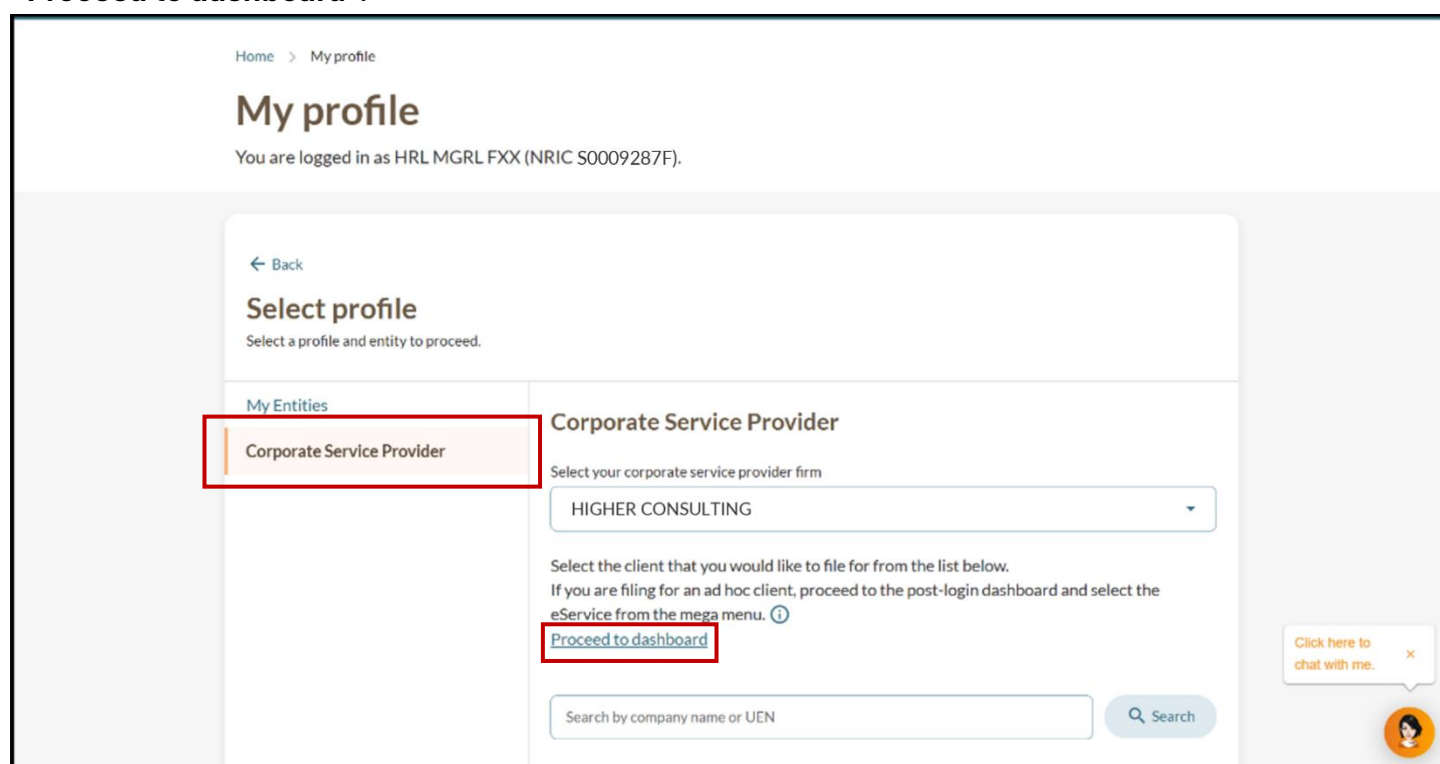 "Proceed to dashboard".
Home > My profile
My profile
You are logged in as HRL MGRL FXX (NRIC S0009287F).
← Back
Select profile
Select a profile and entity to proceed.
My Entities
Corporate Service Provider
Corporate Service Provider
Select your corporate service provider firm
HIGHER CONSULTING
Select the client that you would like to file for from the list below.
If you are filing for an ad hoc client, proceed to the post-login dashboard and select the
eService from the mega menu.
Proceed to dashboard
Search by company name or UEN
Search
Click here to
chat with me.
×